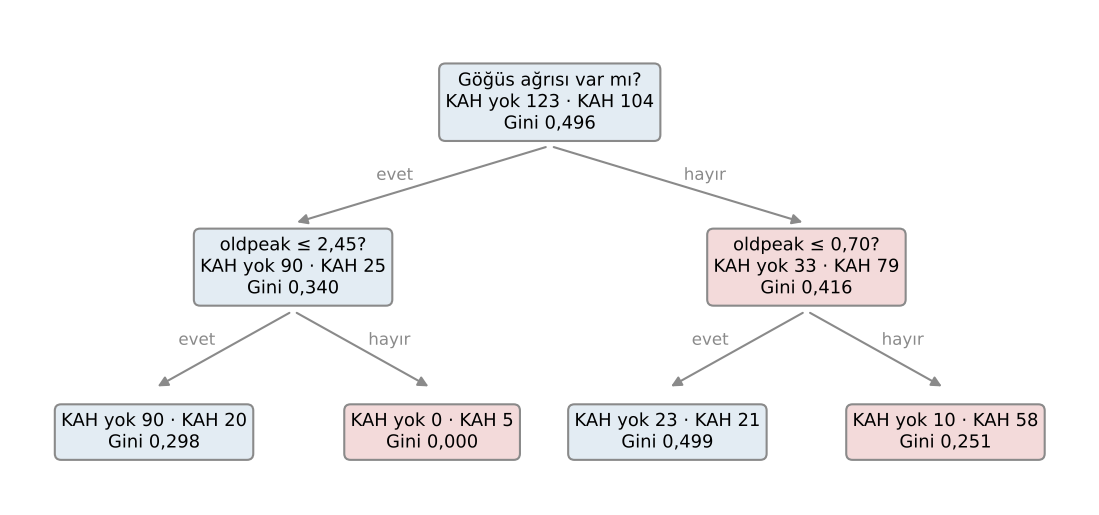 Göğüs ağrısı var mı?
KAH yok 123 · KAH 104
Gini 0,496
evet
hayır
oldpeak ≤ 2,45?
KAH yok 90 · KAH 25
Gini 0,340
oldpeak ≤ 0,70?
KAH yok 33 · KAH 79
Gini 0,416
evet
hayır
evet
hayır
KAH yok 90 · KAH 20
Gini 0,298
KAH yok 0 · KAH 5
Gini 0,000
KAH yok 23 · KAH 21
Gini 0,499
KAH yok 10 · KAH 58
Gini 0,251